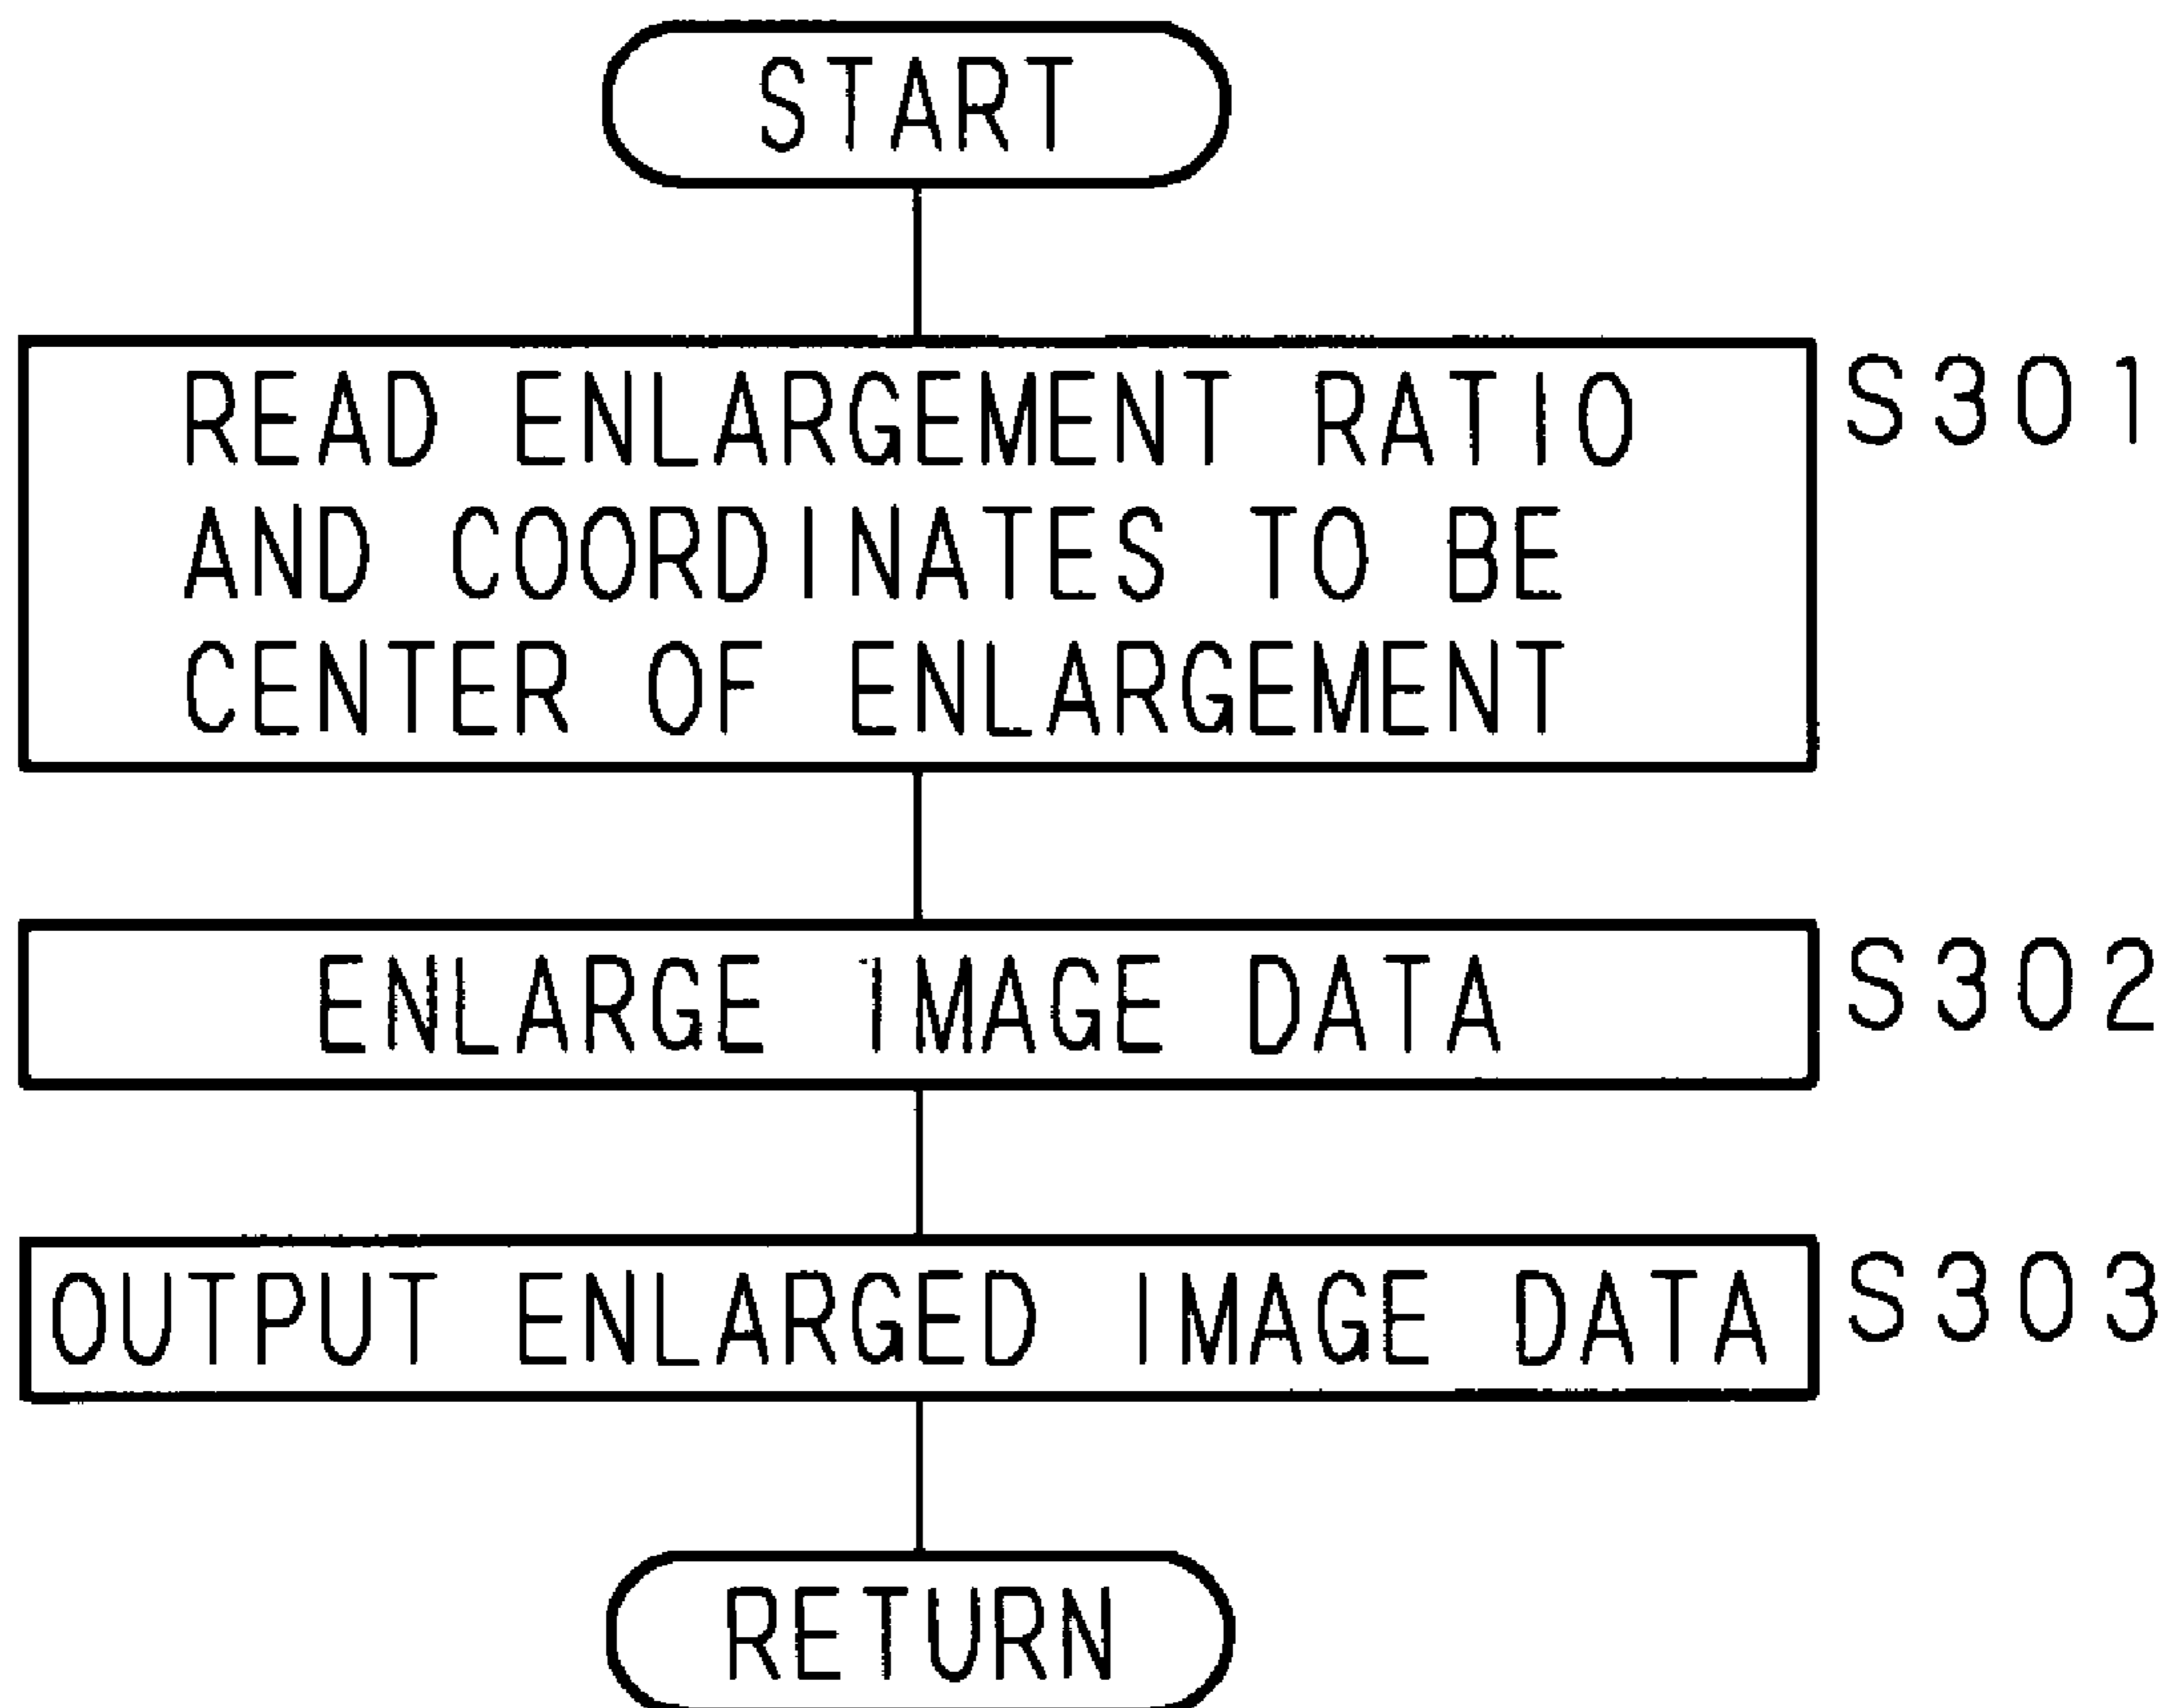 START
READ ENLARGEMENT RATIO
AND COORDINATES TO BE
CENTER OF ENLARGEMENT
S301
ENLARGE IMAGE DATA
S302
OUTPUT ENLARGED IMAGE DATA
S303
RETURN